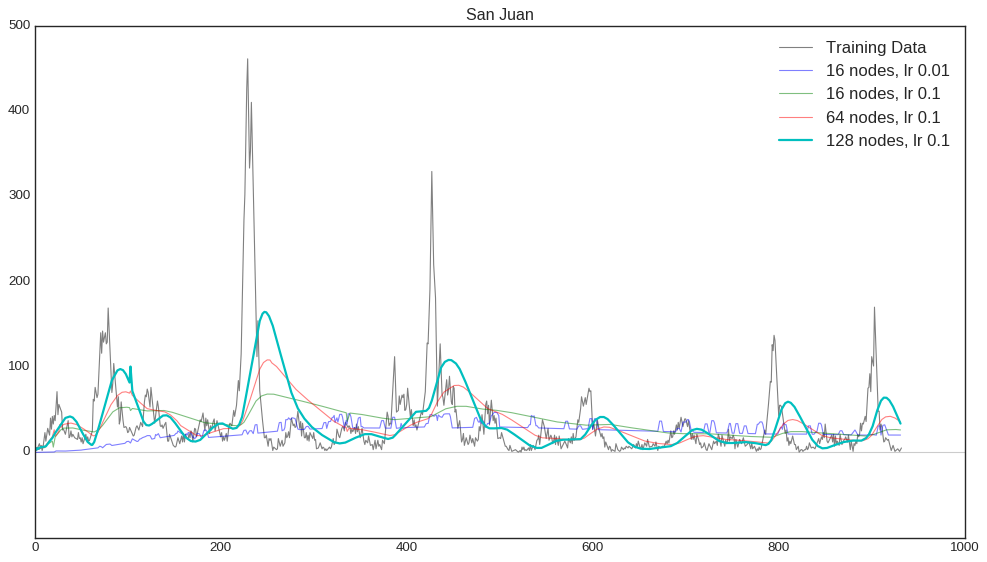 San Juan
500
400
300
200
100
0
0 200 400 600 800 1000
Training Data
16 nodes, lr 0.01
16 nodes, lr 0.1
64 nodes, lr 0.1
128 nodes, lr 0.1